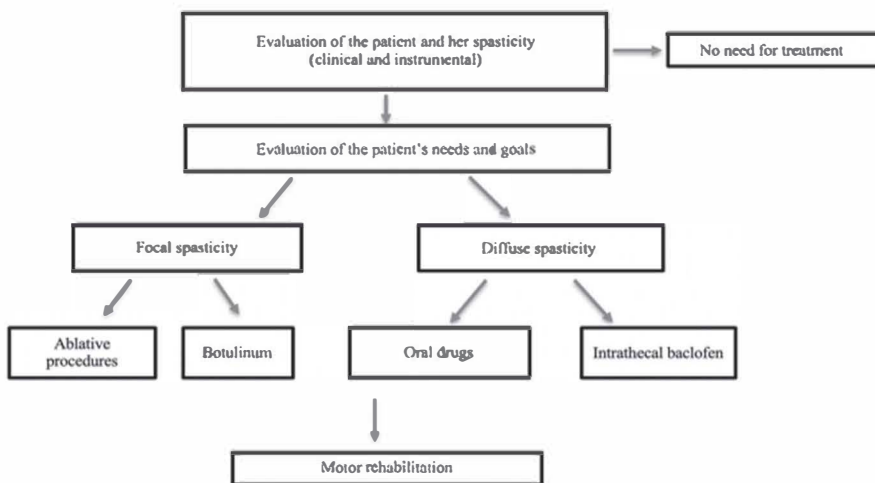 Evaluation of the patient and her spasticity
(clinical and instrumental)
No need for treatment
Evaluation of the patient's needs and goals
Focal spasticity
Diffuse spasticity
Ablative
procedures
Botulinum
Oral drugs
Intrathecal baclofen
Motor rehabilitation